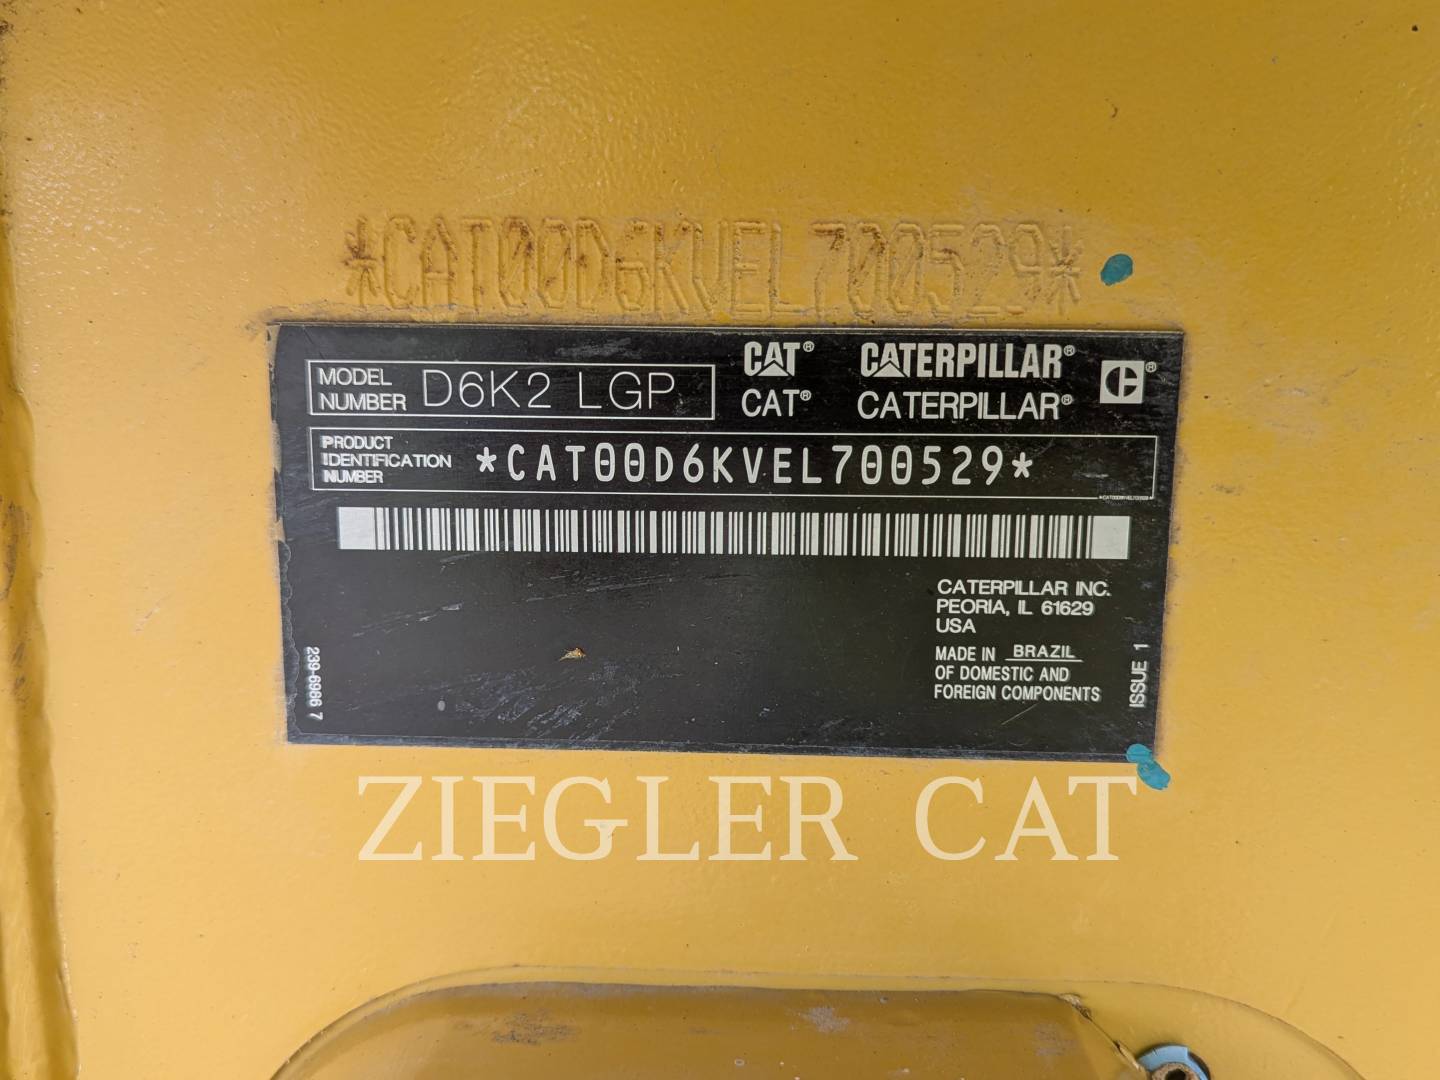 *CAT00D6KVEL700529*
MODEL NUMBER D6K2 LGP
CAT® CATERPILLAR® C®
CAT® CATERPILLAR®
PRODUCT IDENTIFICATION NUMBER *CAT00D6KVEL700529*
*CAT00D6KVEL700529*
CATERPILLAR INC.
PEORIA, IL 61629
USA
MADE IN BRAZIL
OF DOMESTIC AND
FOREIGN COMPONENTS
ISSUE 1
239-6986 7
ZIEGLER CAT